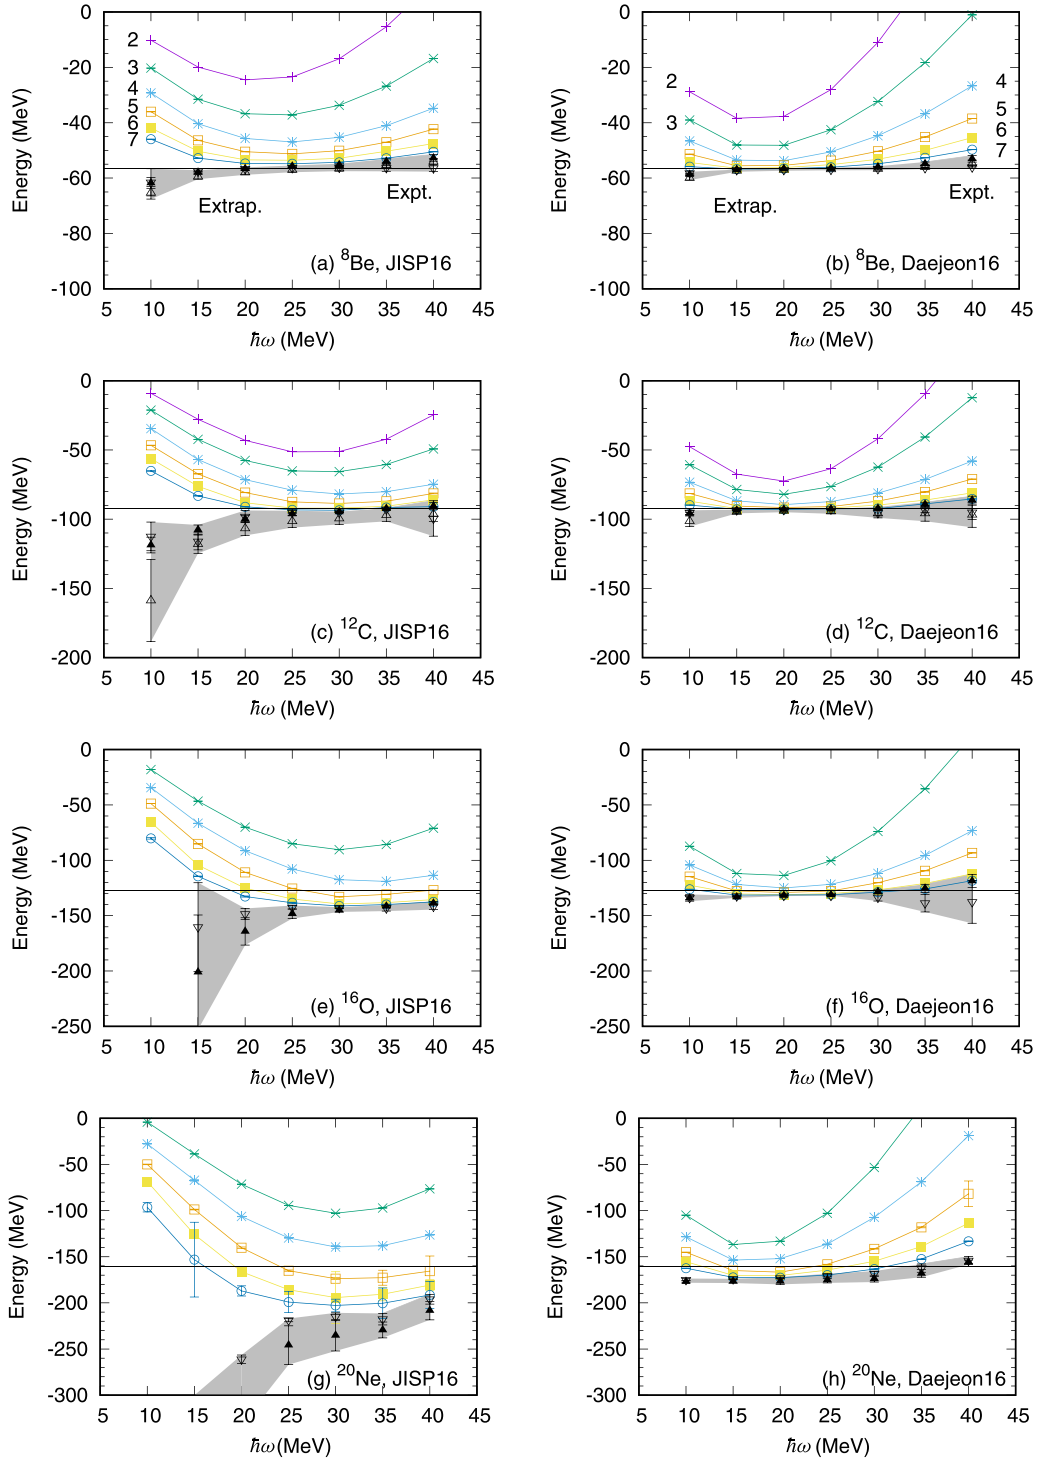 0
-20
-40
-60
-80
-100
Energy (MeV)
2
3
4
5
6
7
Extrap.
Expt.
(a) ⁸Be, JISP16
5 10 15 20 25 30 35 40 45
ħω (MeV)
0
-20
-40
-60
-80
-100
Energy (MeV)
2
3
4
5
6
7
Extrap.
Expt.
(b) ⁸Be, Daejeon16
5 10 15 20 25 30 35 40 45
ħω (MeV)
0
-50
-100
-150
-200
Energy (MeV)
(c) ¹²C, JISP16
5 10 15 20 25 30 35 40 45
ħω (MeV)
0
-50
-100
-150
-200
Energy (MeV)
(d) ¹²C, Daejeon16
5 10 15 20 25 30 35 40 45
ħω (MeV)
0
-50
-100
-150
-200
-250
Energy (MeV)
(e) ¹⁶O, JISP16
5 10 15 20 25 30 35 40 45
ħω (MeV)
0
-50
-100
-150
-200
-250
Energy (MeV)
(f) ¹⁶O, Daejeon16
5 10 15 20 25 30 35 40 45
ħω (MeV)
0
-50
-100
-150
-200
-250
-300
Energy (MeV)
(g) ²⁰Ne, JISP16
5 10 15 20 25 30 35 40 45
ħω (MeV)
0
-50
-100
-150
-200
-250
-300
Energy (MeV)
(h) ²⁰Ne, Daejeon16
5 10 15 20 25 30 35 40 45
ħω (MeV)